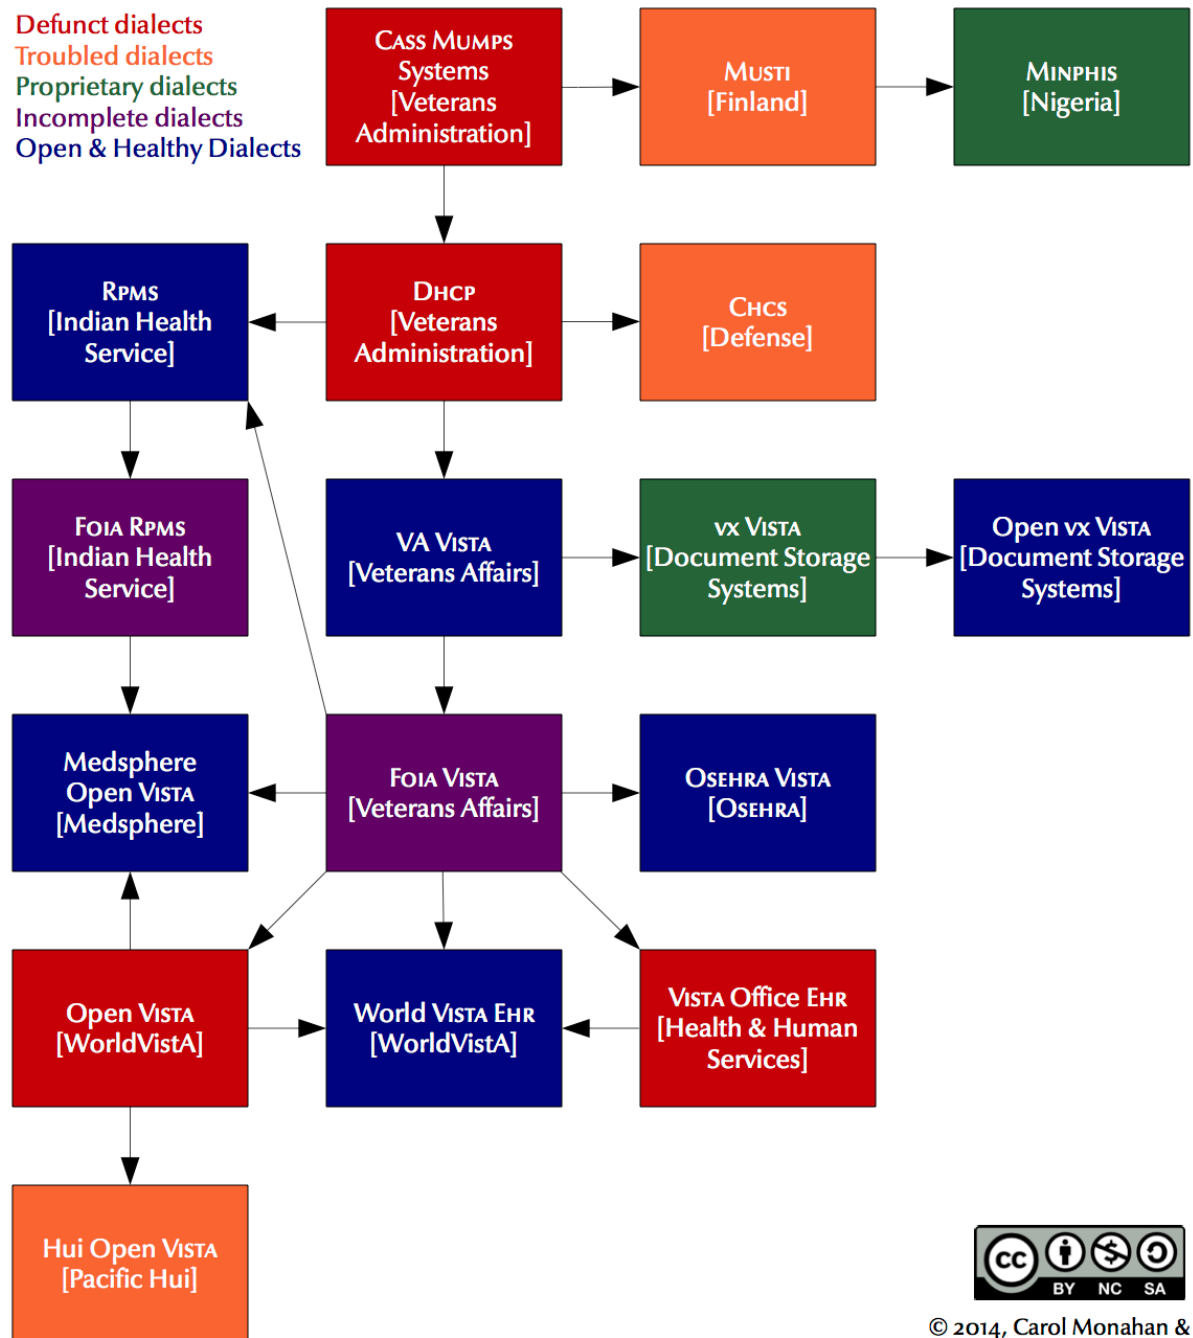 Defunct dialects
Troubled dialects
Proprietary dialects
Incomplete dialects
Open & Healthy Dialects
Cass Mumps
Systems
[Veterans
Administration]
Musti
[Finland]
Minphis
[Nigeria]
Rpms
[Indian Health
Service]
Dhcp
[Veterans
Administration]
Chcs
[Defense]
Foia Rpms
[Indian Health
Service]
VA Vista
[Veterans Affairs]
vx Vista
[Document Storage
Systems]
Open vx Vista
[Document Storage
Systems]
Medsphere
Open Vista
[Medsphere]
Foia Vista
[Veterans Affairs]
Osehra Vista
[Osehra]
Open Vista
[WorldVistA]
World Vista Ehr
[WorldVistA]
Vista Office Ehr
[Health & Human
Services]
Hui Open Vista
[Pacific Hui]
cc
BY NC SA
© 2014, Carol Monahan &